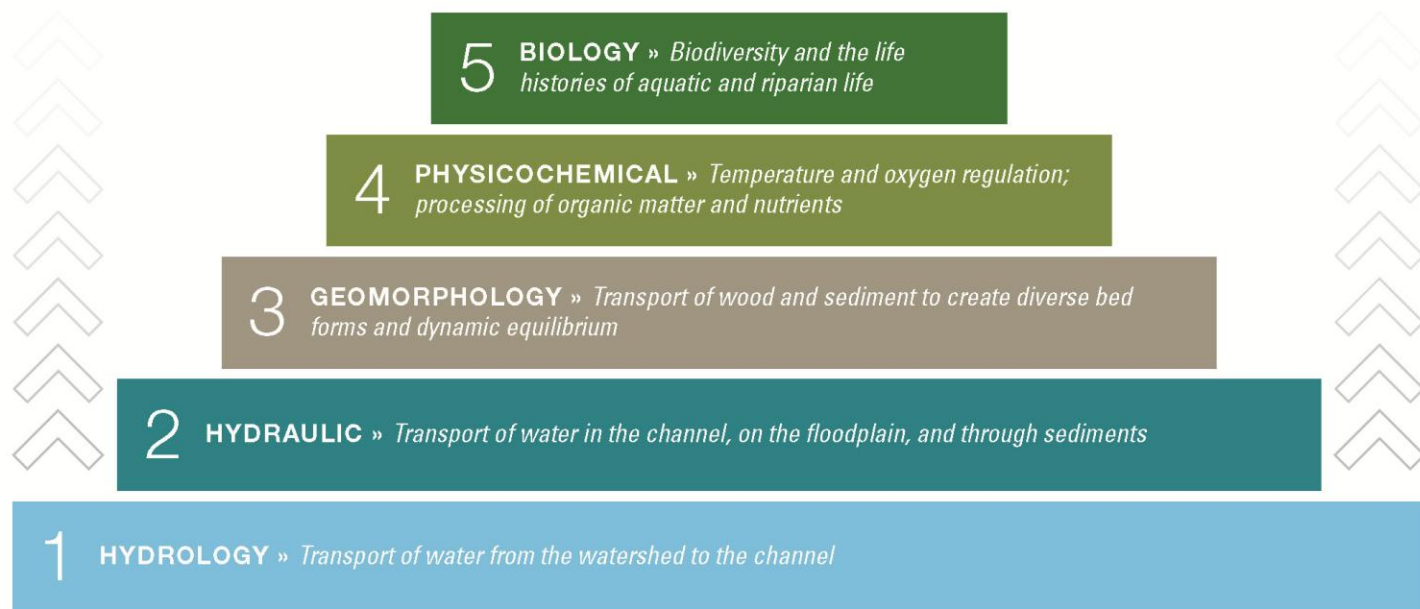 5 BIOLOGY » Biodiversity and the life
histories of aquatic and riparian life
4 PHYSICOCHEMICAL » Temperature and oxygen regulation;
processing of organic matter and nutrients
3 GEOMORPHOLOGY » Transport of wood and sediment to create diverse bed
forms and dynamic equilibrium
2 HYDRAULIC » Transport of water in the channel, on the floodplain, and through sediments
1 HYDROLOGY » Transport of water from the watershed to the channel